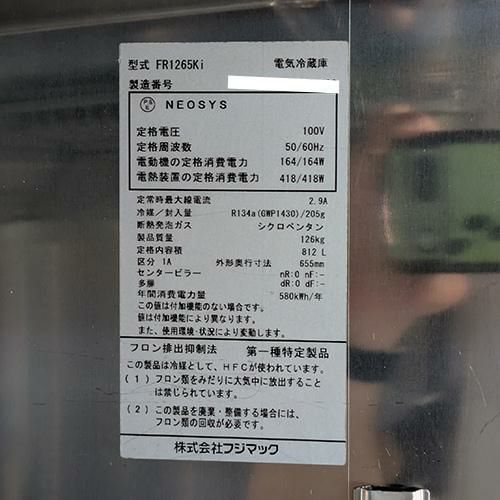 型式 FR1265Ki 電気冷蔵庫
製造番号
PS E NEOSYS
定格電圧 100V
定格周波数 50/60Hz
電動機の定格消費電力 164/164W
電熱装置の定格消費電力 418/418W
定常時最大線電流 2.9A
冷媒/封入量 R134a(GWP1430)/205g
断熱発泡ガス シクロペンタン
製品質量 126kg
定格内容積 812 L
区分 1A 外形奥行寸法 655mm
センターピラー nR:0 nF:-
多扉 dR:0 dF:-
年間消費電力量 580kWh/年
この値は付加機能のない場合です。
値は付加機能により異なります。
また、使用環境・状況により変動します。
フロン排出抑制法 第一種特定製品
この製品は冷媒として、HFCが使われています。
(1) フロン類をみだりに大気中に放出すること
は禁じられています。
(2) この製品を廃棄・整備する場合には、
フロン類の回収が必要です。
株式会社フジマック